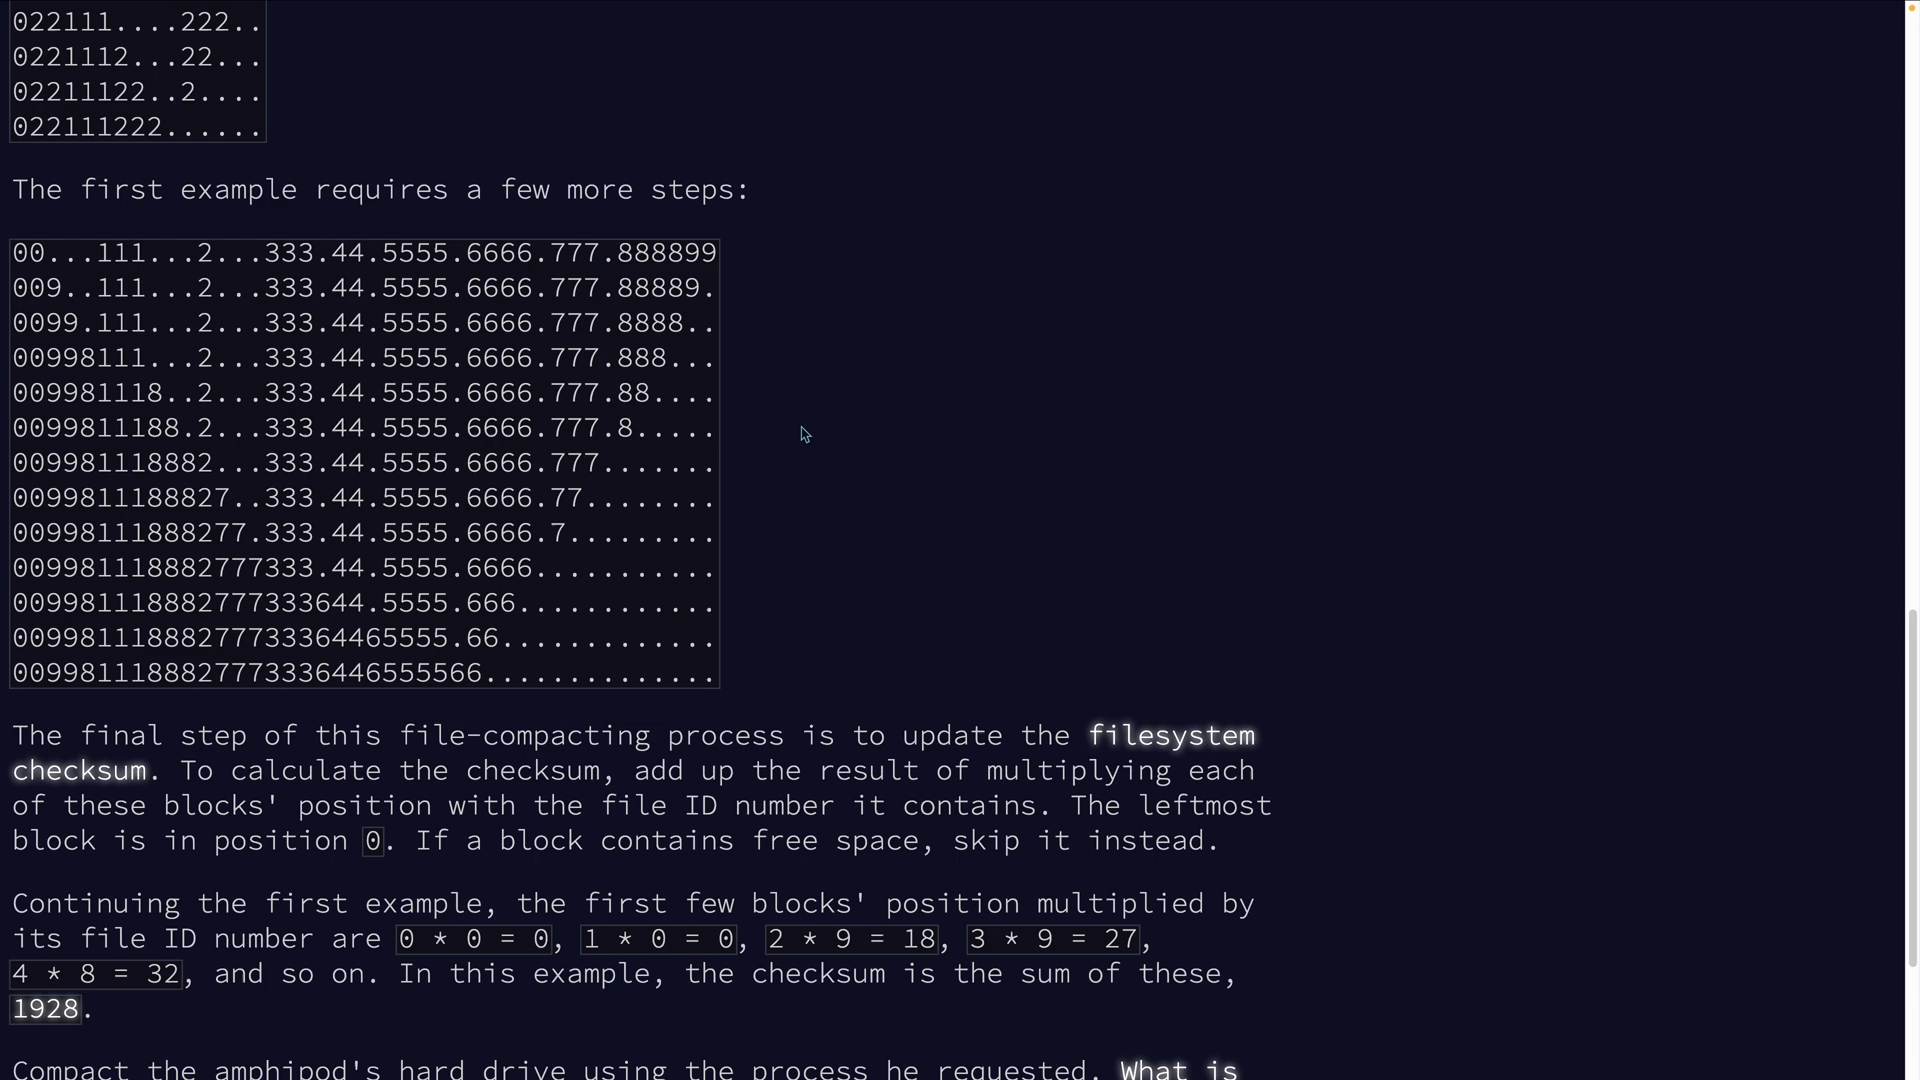 022111....222..
0221112...22...
02211122..2....
022111222......
The first example requires a few more steps:
00...111...2...333.44.5555.6666.777.888899
009..111...2...333.44.5555.6666.777.88889.
0099.111...2...333.44.5555.6666.777.8888..
00998111...2...333.44.5555.6666.777.888...
009981118..2...333.44.5555.6666.777.88....
0099811188.2...333.44.5555.6666.777.8.....
009981118882...333.44.5555.6666.777.......
0099811188827..333.44.5555.6666.77........
00998111888277.333.44.5555.6666.7.........
009981118882777333.44.5555.6666...........
009981118882777333644.5555.666............
00998111888277733364465555.66.............
0099811188827773336446555566..............
The final step of this file-compacting process is to update the filesystem
checksum. To calculate the checksum, add up the result of multiplying each
of these blocks' position with the file ID number it contains. The leftmost
block is in position 0. If a block contains free space, skip it instead.
Continuing the first example, the first few blocks' position multiplied by
its file ID number are 0 * 0 = 0, 1 * 0 = 0, 2 * 9 = 18, 3 * 9 = 27,
4 * 8 = 32, and so on. In this example, the checksum is the sum of these,
1928.
Compact the amphipod's hard drive using the process he requested. What is